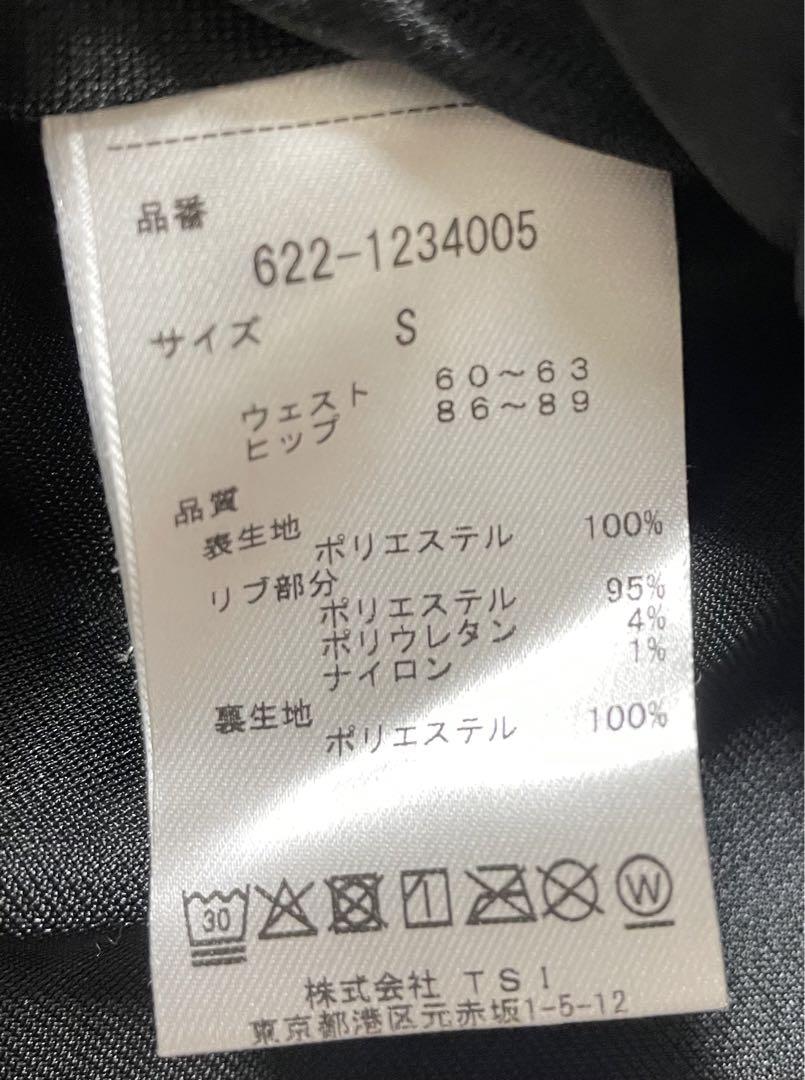 品番
622-1234005
サイズ S
ウェスト 60~63
ヒップ 86~89
品質
表生地 ポリエステル 100%
リブ部分
ポリエステル 95%
ポリウレタン 4%
ナイロン 1%
裏生地
ポリエステル 100%
30 W
株式会社 TSI
東京都港区元赤坂1-5-12